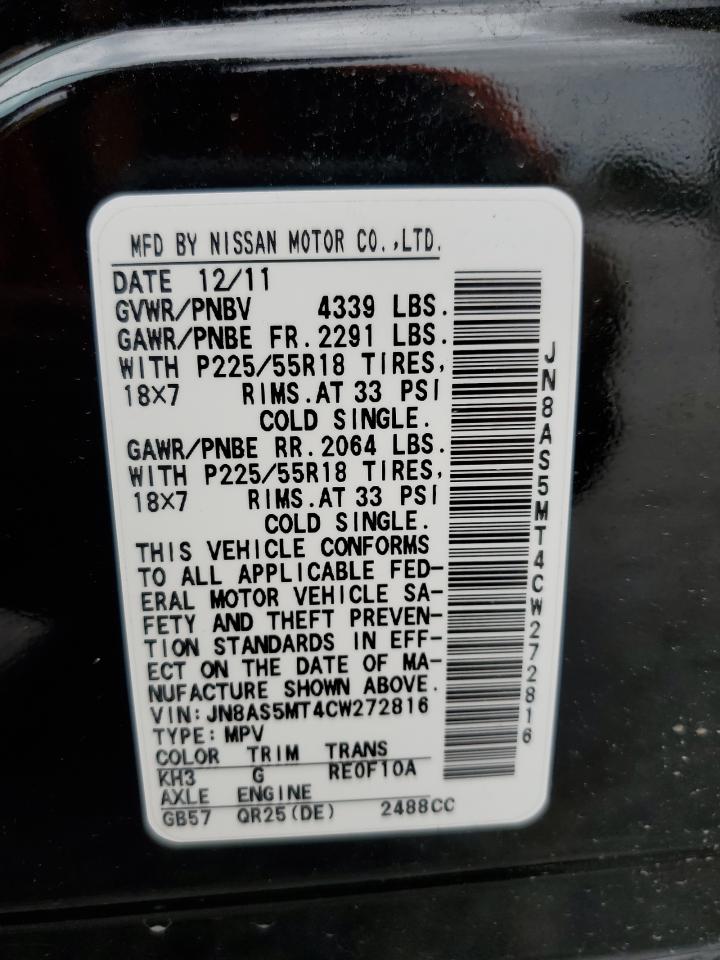 MFD BY NISSAN MOTOR CO.,LTD.
DATE 12/11
GVWR/PNBV 4339 LBS.
GAWR/PNBE FR.2291 LBS.
WITH P225/55R18 TIRES,
18X7 RIMS.AT 33 PSI
COLD SINGLE.
GAWR/PNBE RR.2064 LBS.
WITH P225/55R18 TIRES,
18X7 RIMS.AT 33 PSI
COLD SINGLE.
THIS VEHICLE CONFORMS
TO ALL APPLICABLE FED-
ERAL MOTOR VEHICLE SA-
FETY AND THEFT PREVEN-
TION STANDARDS IN EFF-
ECT ON THE DATE OF MA-
NUFACTURE SHOWN ABOVE.
VIN: JN8AS5MT4CW272816
TYPE: MPV
COLOR TRIM TRANS
KH3 G RE0F10A
AXLE ENGINE
GB57 QR25(DE) 2488CC
JN8AS5MT4CW272816